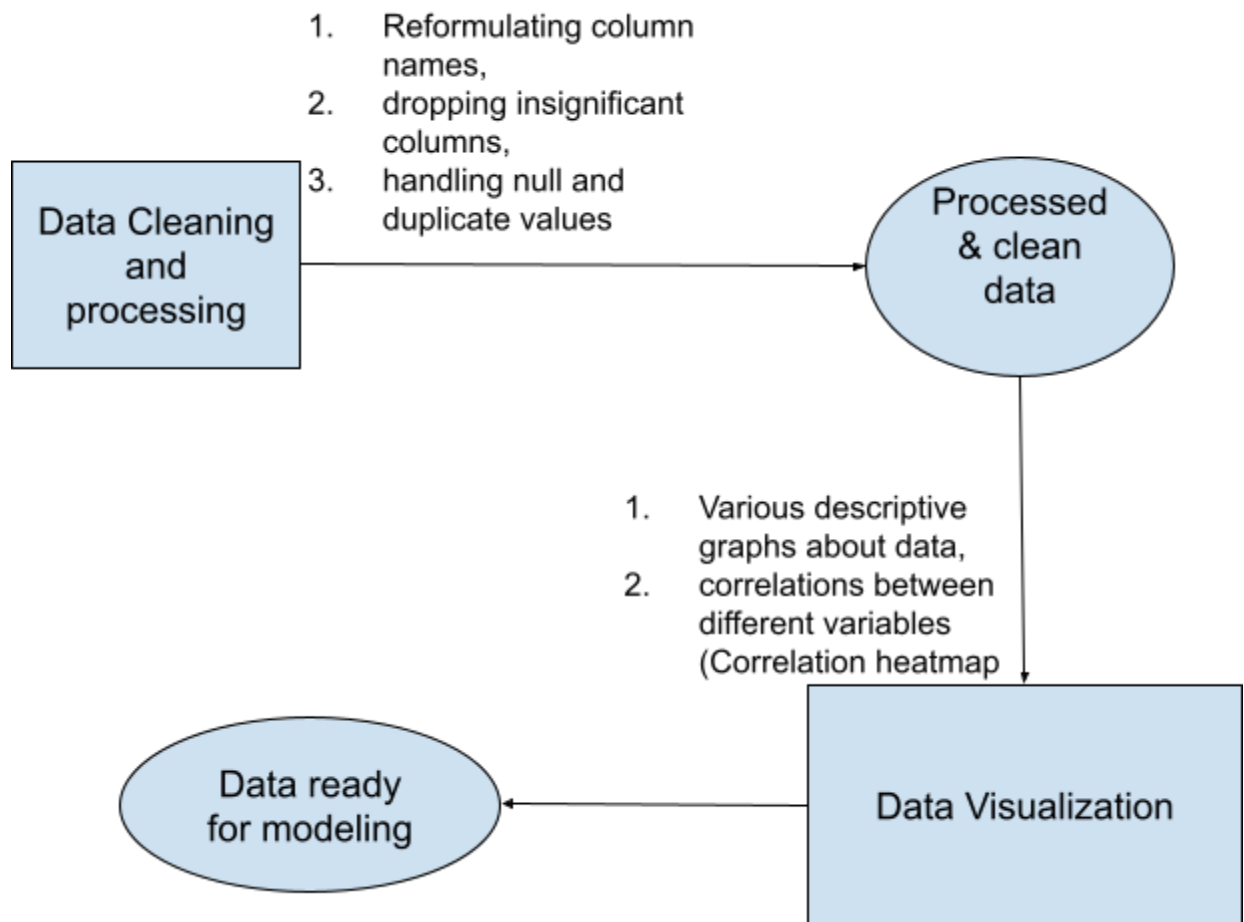 1. Reformulating column
names,
2. dropping insignificant
columns,
3. handling null and
duplicate values
Data Cleaning
and
processing
Processed
& clean
data
1. Various descriptive
graphs about data,
2. correlations between
different variables
(Correlation heatmap
Data Visualization
Data ready
for modeling